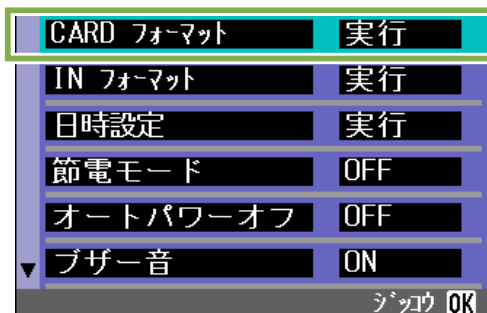 CARD ﾌｫｰﾏｯﾄ 実行
IN ﾌｫｰﾏｯﾄ 実行
日時設定 実行
節電モード OFF
オートパワーオフ OFF
▼ ブザー音 ON
ｼﾞｯｺｳ OK